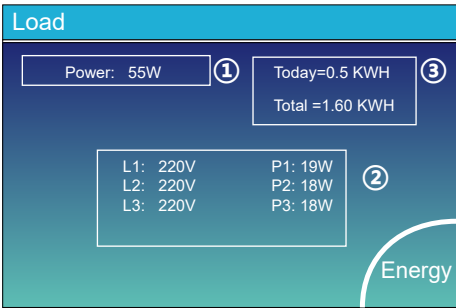 Load
Power: 55W ①
Today=0.5 KWH ③
Total =1.60 KWH
L1: 220V P1: 19W
L2: 220V P2: 18W ②
L3: 220V P3: 18W
Energy